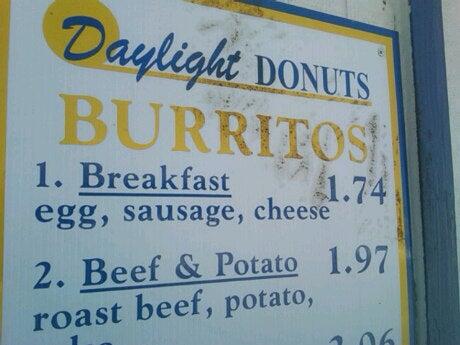 Daylight DONUTS
BURRITOS
1. Breakfast 1.74
egg, sausage, cheese
2. Beef & Potato 1.97
roast beef, potato,